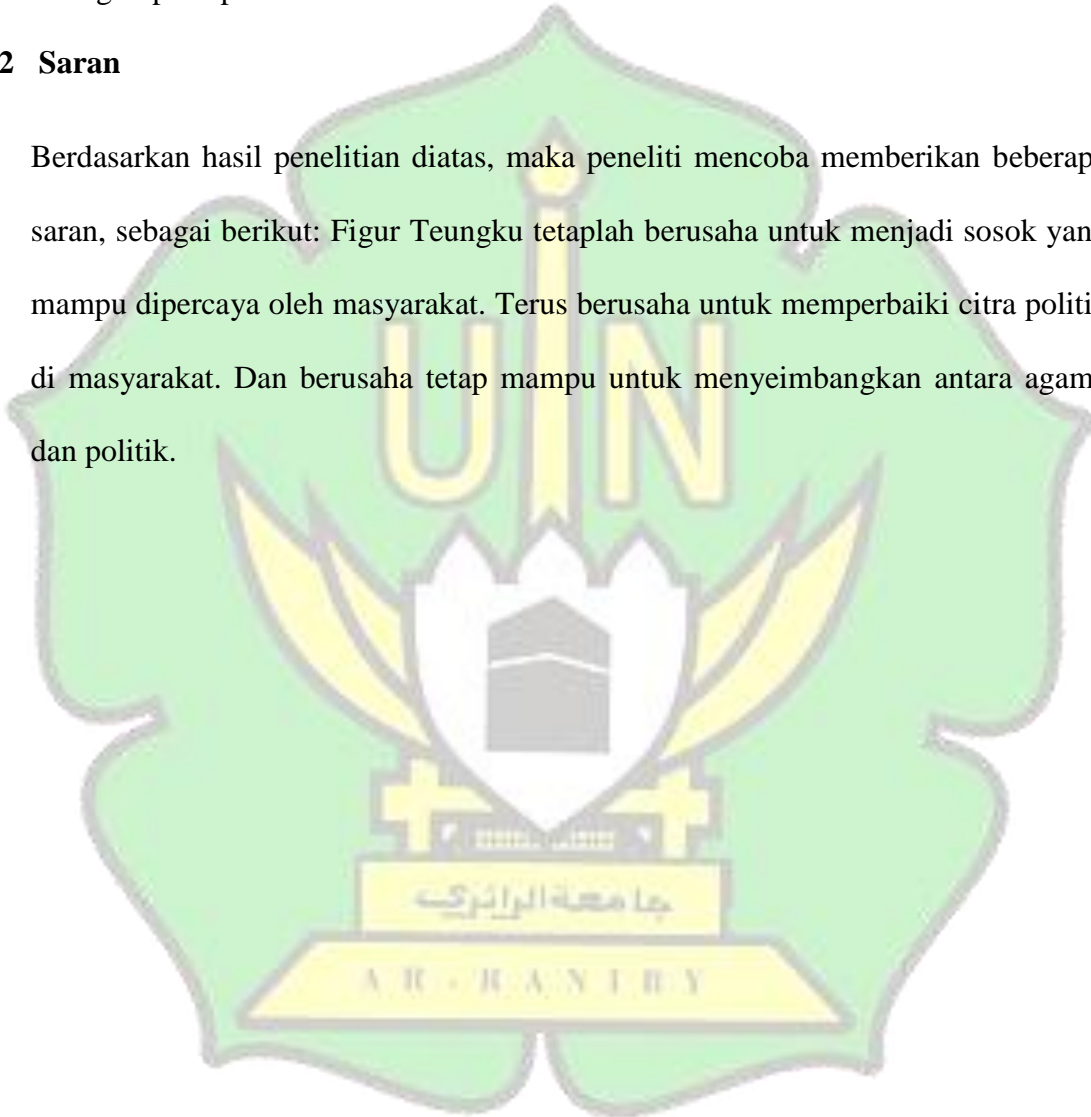 2 Saran
Berdasarkan hasil penelitian diatas, maka peneliti mencoba memberikan beberap
saran, sebagai berikut: Figur Teungku tetaplah berusaha untuk menjadi sosok yan
mampu dipercaya oleh masyarakat. Terus berusaha untuk memperbaiki citra politi
di masyarakat. Dan berusaha tetap mampu untuk menyeimbangkan antara agam
dan politik.
UIN
جامعة الرانري
AR-RANIRY